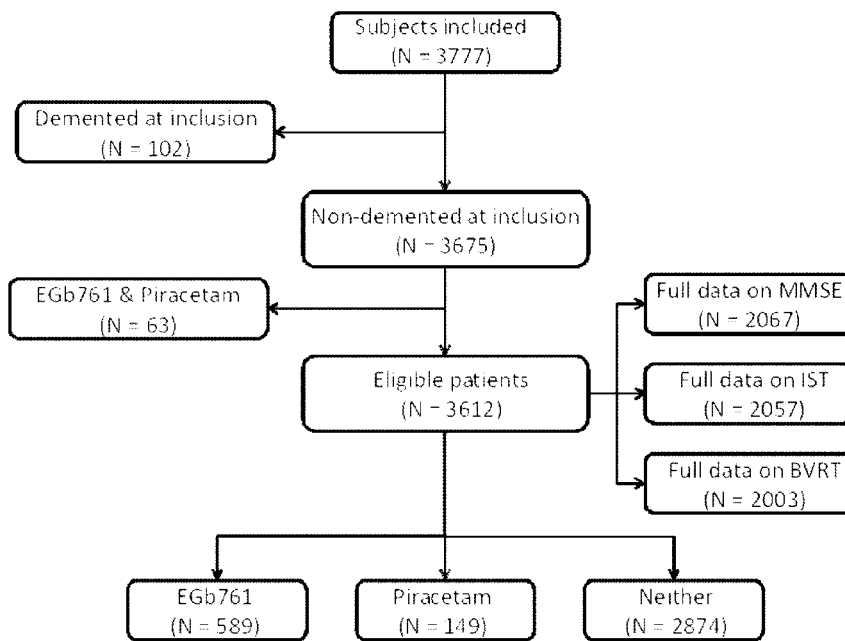 Subjects included
(N = 3777)
Demented at inclusion
(N = 102)
Non-demented at inclusion
(N = 3675)
EGb761 & Piracetam
(N = 63)
Eligible patients
(N = 3612)
Full data on MMSE
(N = 2067)
Full data on IST
(N = 2057)
Full data on BVRT
(N = 2003)
EGb761
(N = 589)
Piracetam
(N = 149)
Neither
(N = 2874)